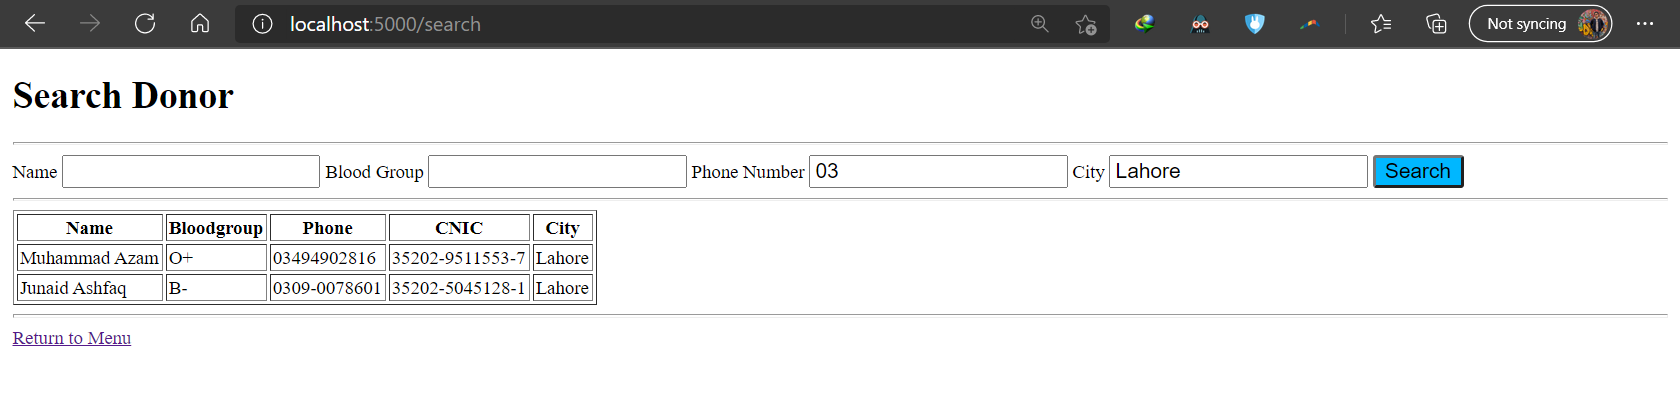 localhost:5000/search
Not syncing
Search Donor
Name Blood Group Phone Number 03 City Lahore Search
Name Bloodgroup Phone CNIC City
Muhammad Azam O+ 03494902816 35202-9511553-7 Lahore
Junaid Ashfaq B- 0309-0078601 35202-5045128-1 Lahore
Return to Menu